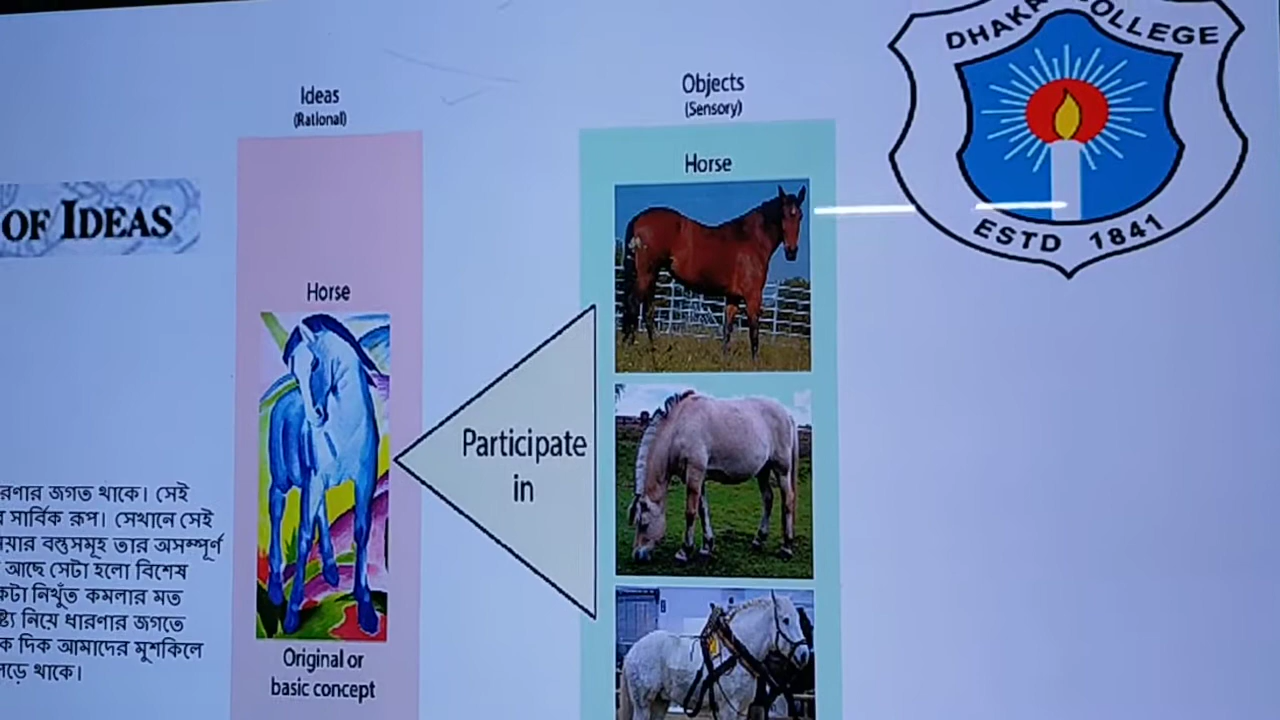 DHAKA COLLEGE
ESTD 1841
Ideas
(Rational)
Objects
(Sensory)
OF IDEAS
Horse
Horse
Participate
in
Original or
basic concept
রণার জগত থাকে। সেই
সার্বিক রূপ। সেখানে সেই
য়ার বস্তুসমূহ তার অসম্পূর্ণ
আছে সেটা হলো বিশেষ
কটা নিখুঁত কমলার মত
ষ্ট্য নিয়ে ধারণার জগতে
ক দিক আমাদের মুশকিলে
পড়ে থাকে।